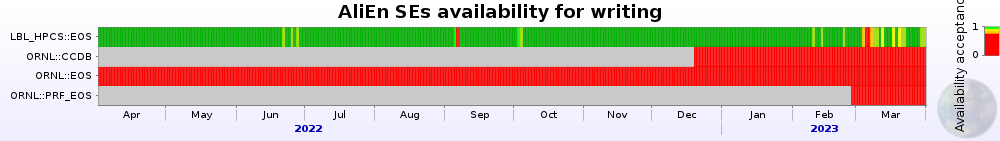 AliEn SEs availability for writing
LBL_HPCS::EOS
ORNL::CCDB
ORNL::EOS
ORNL::PRF_EOS
Apr May Jun Jul Aug Sep Oct Nov Dec Jan Feb Mar
2022 2023
Availability acceptance
1
0